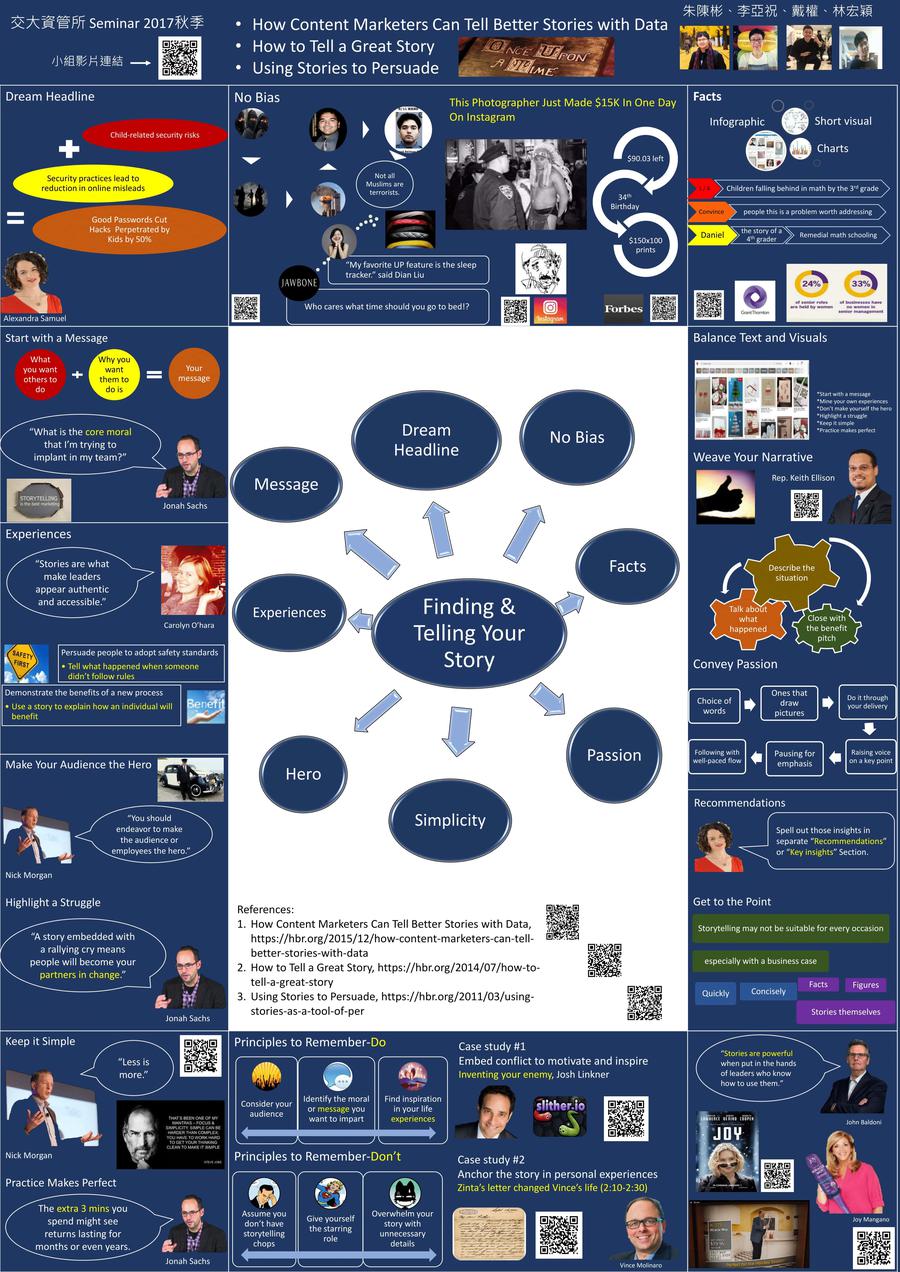 交大資管所 Seminar 2017秋季
小組影片連結
• How Content Marketers Can Tell Better Stories with Data
• How to Tell a Great Story
• Using Stories to Persuade
ONCE UPON
A TIME
朱陳彬、李亞祝、戴權、林宏穎
Dream Headline
Child-related security risks
Security practices lead to
reduction in online misleads
Good Passwords Cut
Hacks Perpetrated by
Kids by 50%
Alexandra Samuel
No Bias
Not all
Muslims are
terrorists.
"My favorite UP feature is the sleep
tracker." said Dian Liu
JAWBONE
Who cares what time should you go to bed!?
This Photographer Just Made $15K In One Day
On Instagram
$90.03 left
34th
Birthday
$150x100
prints
Instagram
Forbes
Facts
Infographic
Short visual
Charts
1/4
Children falling behind in math by the 3rd grade
Convince
people this is a problem worth addressing
Daniel
the story of a
4th grader
Remedial math schooling
GrantThornton
24%
of senior roles
are held by women
33%
of businesses have
no women in
senior management
Start with a Message
What
you want
others to
do
Why you
want
them to
do is
Your
message
"What is the core moral
that I'm trying to
implant in my team?"
STORYTELLING
is the best marketing
Jonah Sachs
Experiences
"Stories are what
make leaders
appear authentic
and accessible."
Carolyn O'hara
SAFETY
FIRST
Persuade people to adopt safety standards
• Tell what happened when someone
didn't follow rules
Demonstrate the benefits of a new process
• Use a story to explain how an individual will
benefit
Benefit
Make Your Audience the Hero
"You should
endeavor to make
the audience or
employees the hero."
Nick Morgan
Highlight a Struggle
"A story embedded with
a rallying cry means
people will become your
partners in change."
Jonah Sachs
Finding &
Telling Your
Story
Message
Dream
Headline
No Bias
Facts
Experiences
Hero
Simplicity
Passion
References:
1. How Content Marketers Can Tell Better Stories with Data,
https://hbr.org/2015/12/how-content-marketers-can-tell-
better-stories-with-data
2. How to Tell a Great Story, https://hbr.org/2014/07/how-to-
tell-a-great-story
3. Using Stories to Persuade, https://hbr.org/2011/03/using-
stories-as-a-tool-of-per
Balance Text and Visuals
*Start with a message
*Mine your own experiences
*Don't make yourself the hero
*Highlight a struggle
*Keep it simple
*Practice makes perfect
Weave Your Narrative
Rep. Keith Ellison
Describe the
situation
Talk about
what
happened
Close with
the benefit
pitch
Convey Passion
Choice of
words
Ones that
draw
pictures
Do it through
your delivery
Raising voice
on a key point
Pausing for
emphasis
Following with
well-paced flow
Recommendations
Spell out those insights in
separate "Recommendations"
or "Key insights" Section.
Get to the Point
Storytelling may not be suitable for every occasion
especially with a business case
Quickly
Concisely
Facts
Figures
Stories themselves
Keep it Simple
"Less is
more."
Nick Morgan
THAT'S BEEN ONE OF MY
MANTRAS – FOCUS &
SIMPLICITY. SIMPLE CAN BE
HARDER THAN COMPLEX.
YOU HAVE TO WORK HARD
TO GET YOUR THINKING
CLEAN TO MAKE IT SIMPLE
STEVE JOBS
Practice Makes Perfect
The extra 3 mins you
spend might see
returns lasting for
months or even years.
Jonah Sachs
Principles to Remember-Do
Consider your
audience
Identify the moral
or message you
want to impart
Find inspiration
in your life
experiences
Principles to Remember-Don't
Assume you
don't have
storytelling
chops
Give yourself
the starring
role
Overwhelm your
story with
unnecessary
details
Case study #1
Embed conflict to motivate and inspire
Inventing your enemy, Josh Linkner
slither.io
Case study #2
Anchor the story in personal experiences
Zinta's letter changed Vince's life (2:10-2:30)
Vince Molinaro
"Stories are powerful
when put in the hands
of leaders who know
how to use them."
John Baldoni
LAWRENCE DENIRO COOPER
JOY
Joy Mangano